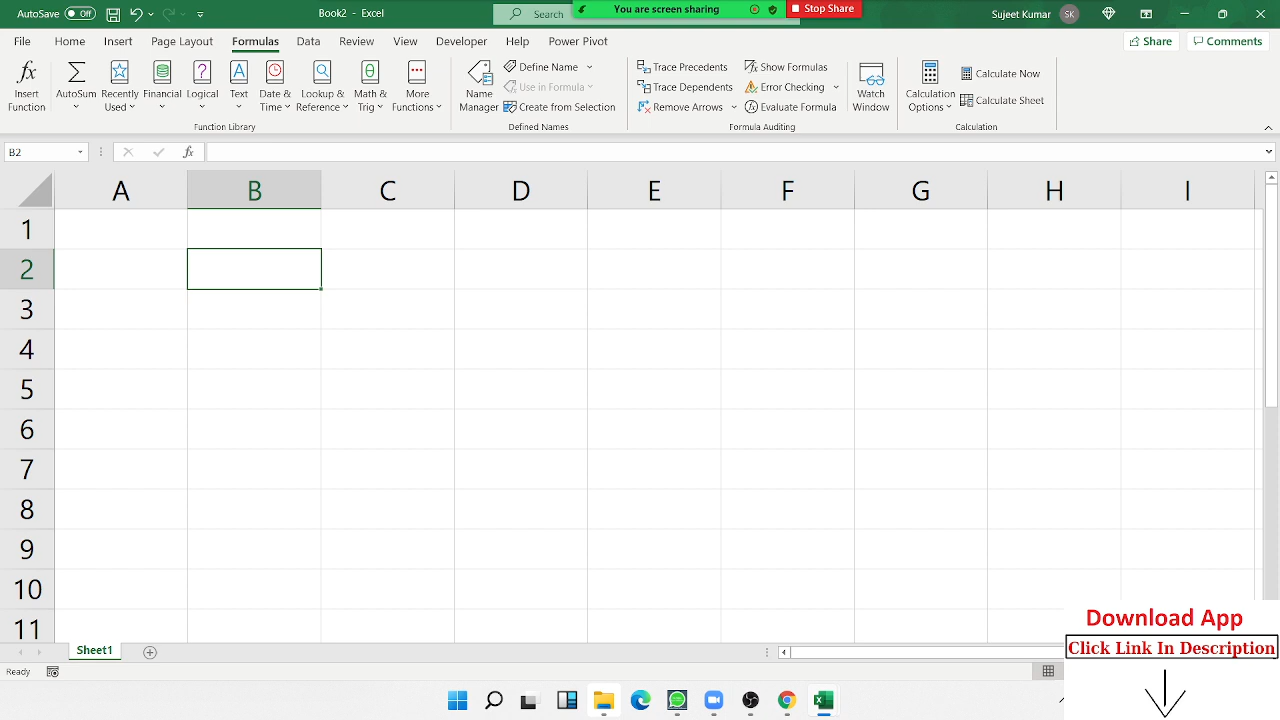 AutoSave Off
Book2 - Excel
Search
You are screen sharing
Stop Share
Sujeet Kumar
SK
File Home Insert Page Layout Formulas Data Review View Developer Help Power Pivot
Share
Comments
fx
Insert Function
AutoSum
Recently Used
Financial
Logical
Text
Date & Time
Lookup & Reference
Math & Trig
More Functions
Function Library
Name Manager
Define Name
Use in Formula
Create from Selection
Defined Names
Trace Precedents
Trace Dependents
Remove Arrows
Show Formulas
Error Checking
Evaluate Formula
Formula Auditing
Watch Window
Calculation Options
Calculate Now
Calculate Sheet
Calculation
B2
fx
A B C D E F G H I
1
2
3
4
5
6
7
8
9
10
11
Sheet1
Ready
Download App
Click Link In Description